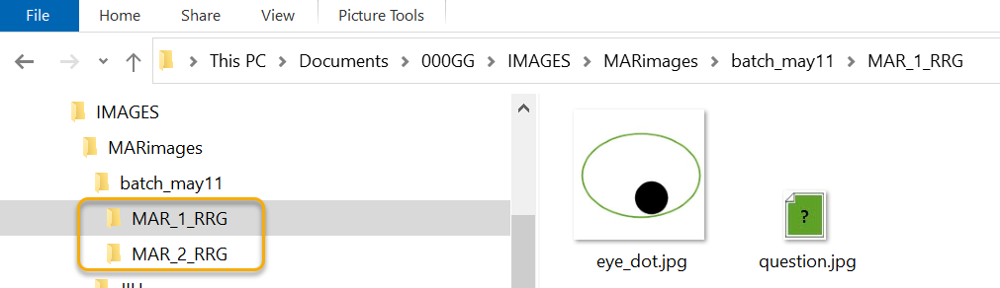 File Home Share View Picture Tools
This PC > Documents > 000GG > IMAGES > MARimages > batch_may11 > MAR_1_RRG
IMAGES
MARimages
batch_may11
MAR_1_RRG
MAR_2_RRG
?
eye_dot.jpg question.jpg